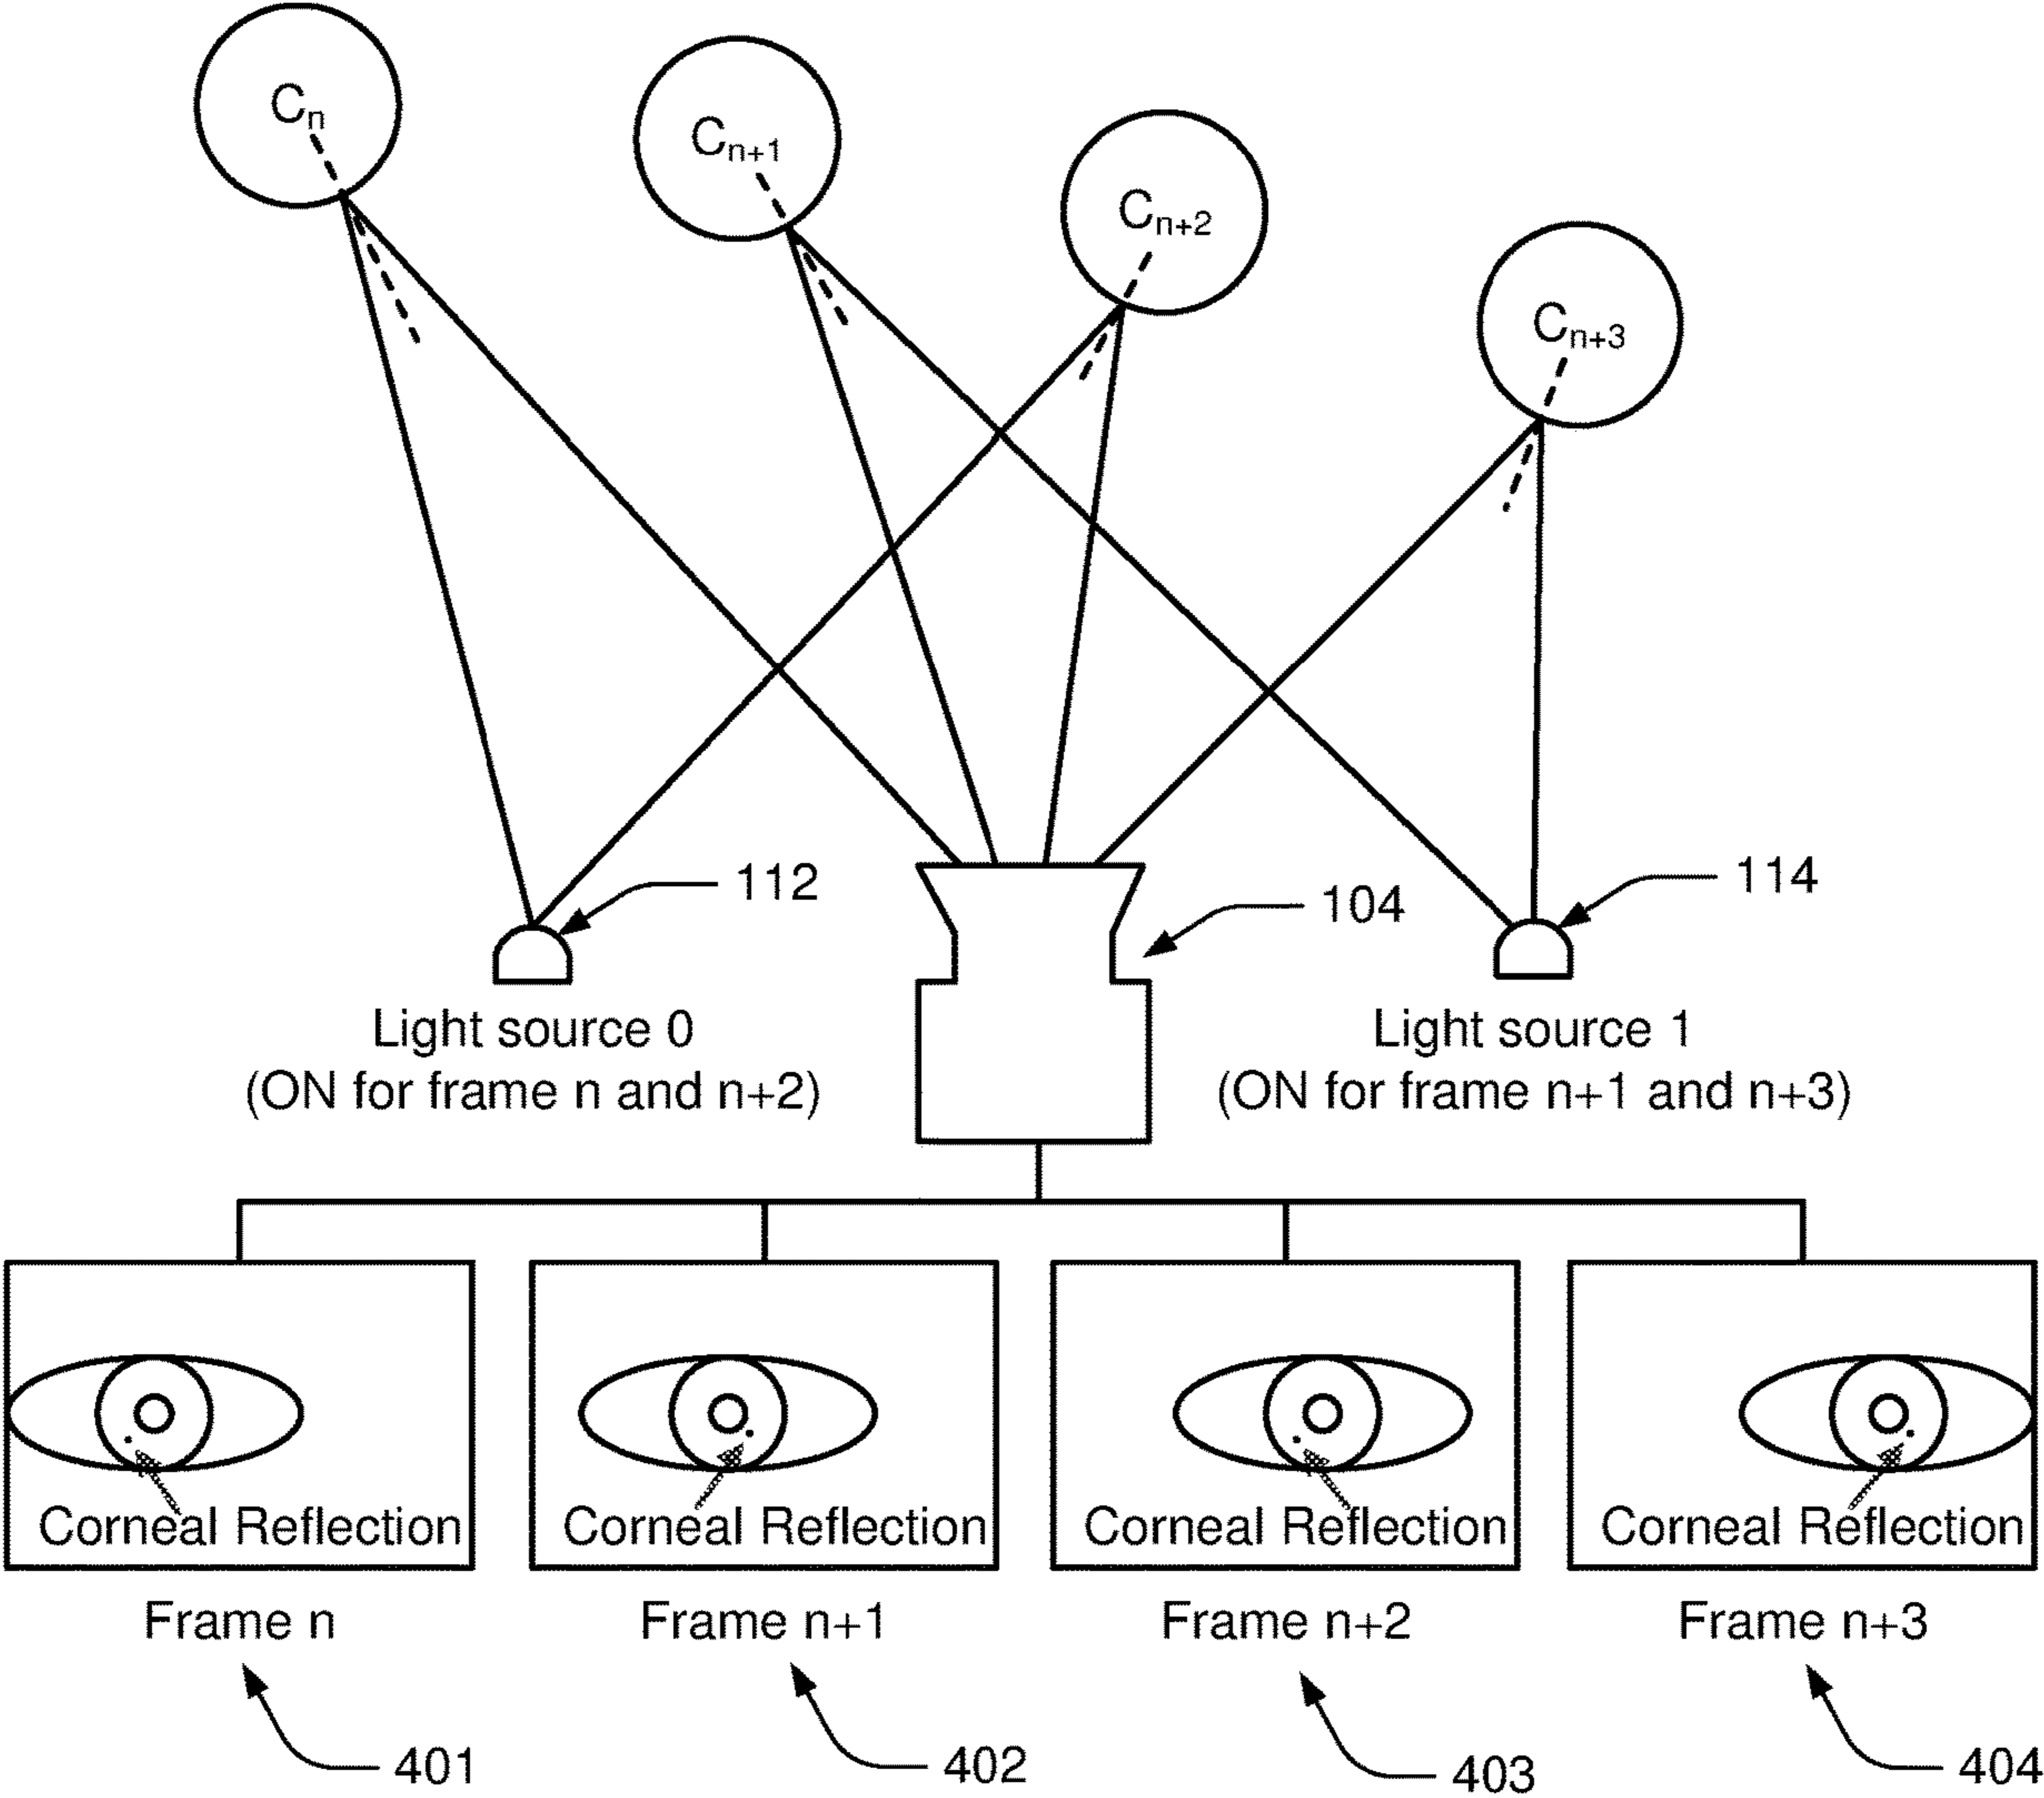 Cn
Cn+1
Cn+2
Cn+3
112
104
114
Light source 0
(ON for frame n and n+2)
Light source 1
(ON for frame n+1 and n+3)
Corneal Reflection
Corneal Reflection
Corneal Reflection
Corneal Reflection
Frame n
Frame n+1
Frame n+2
Frame n+3
401
402
403
404